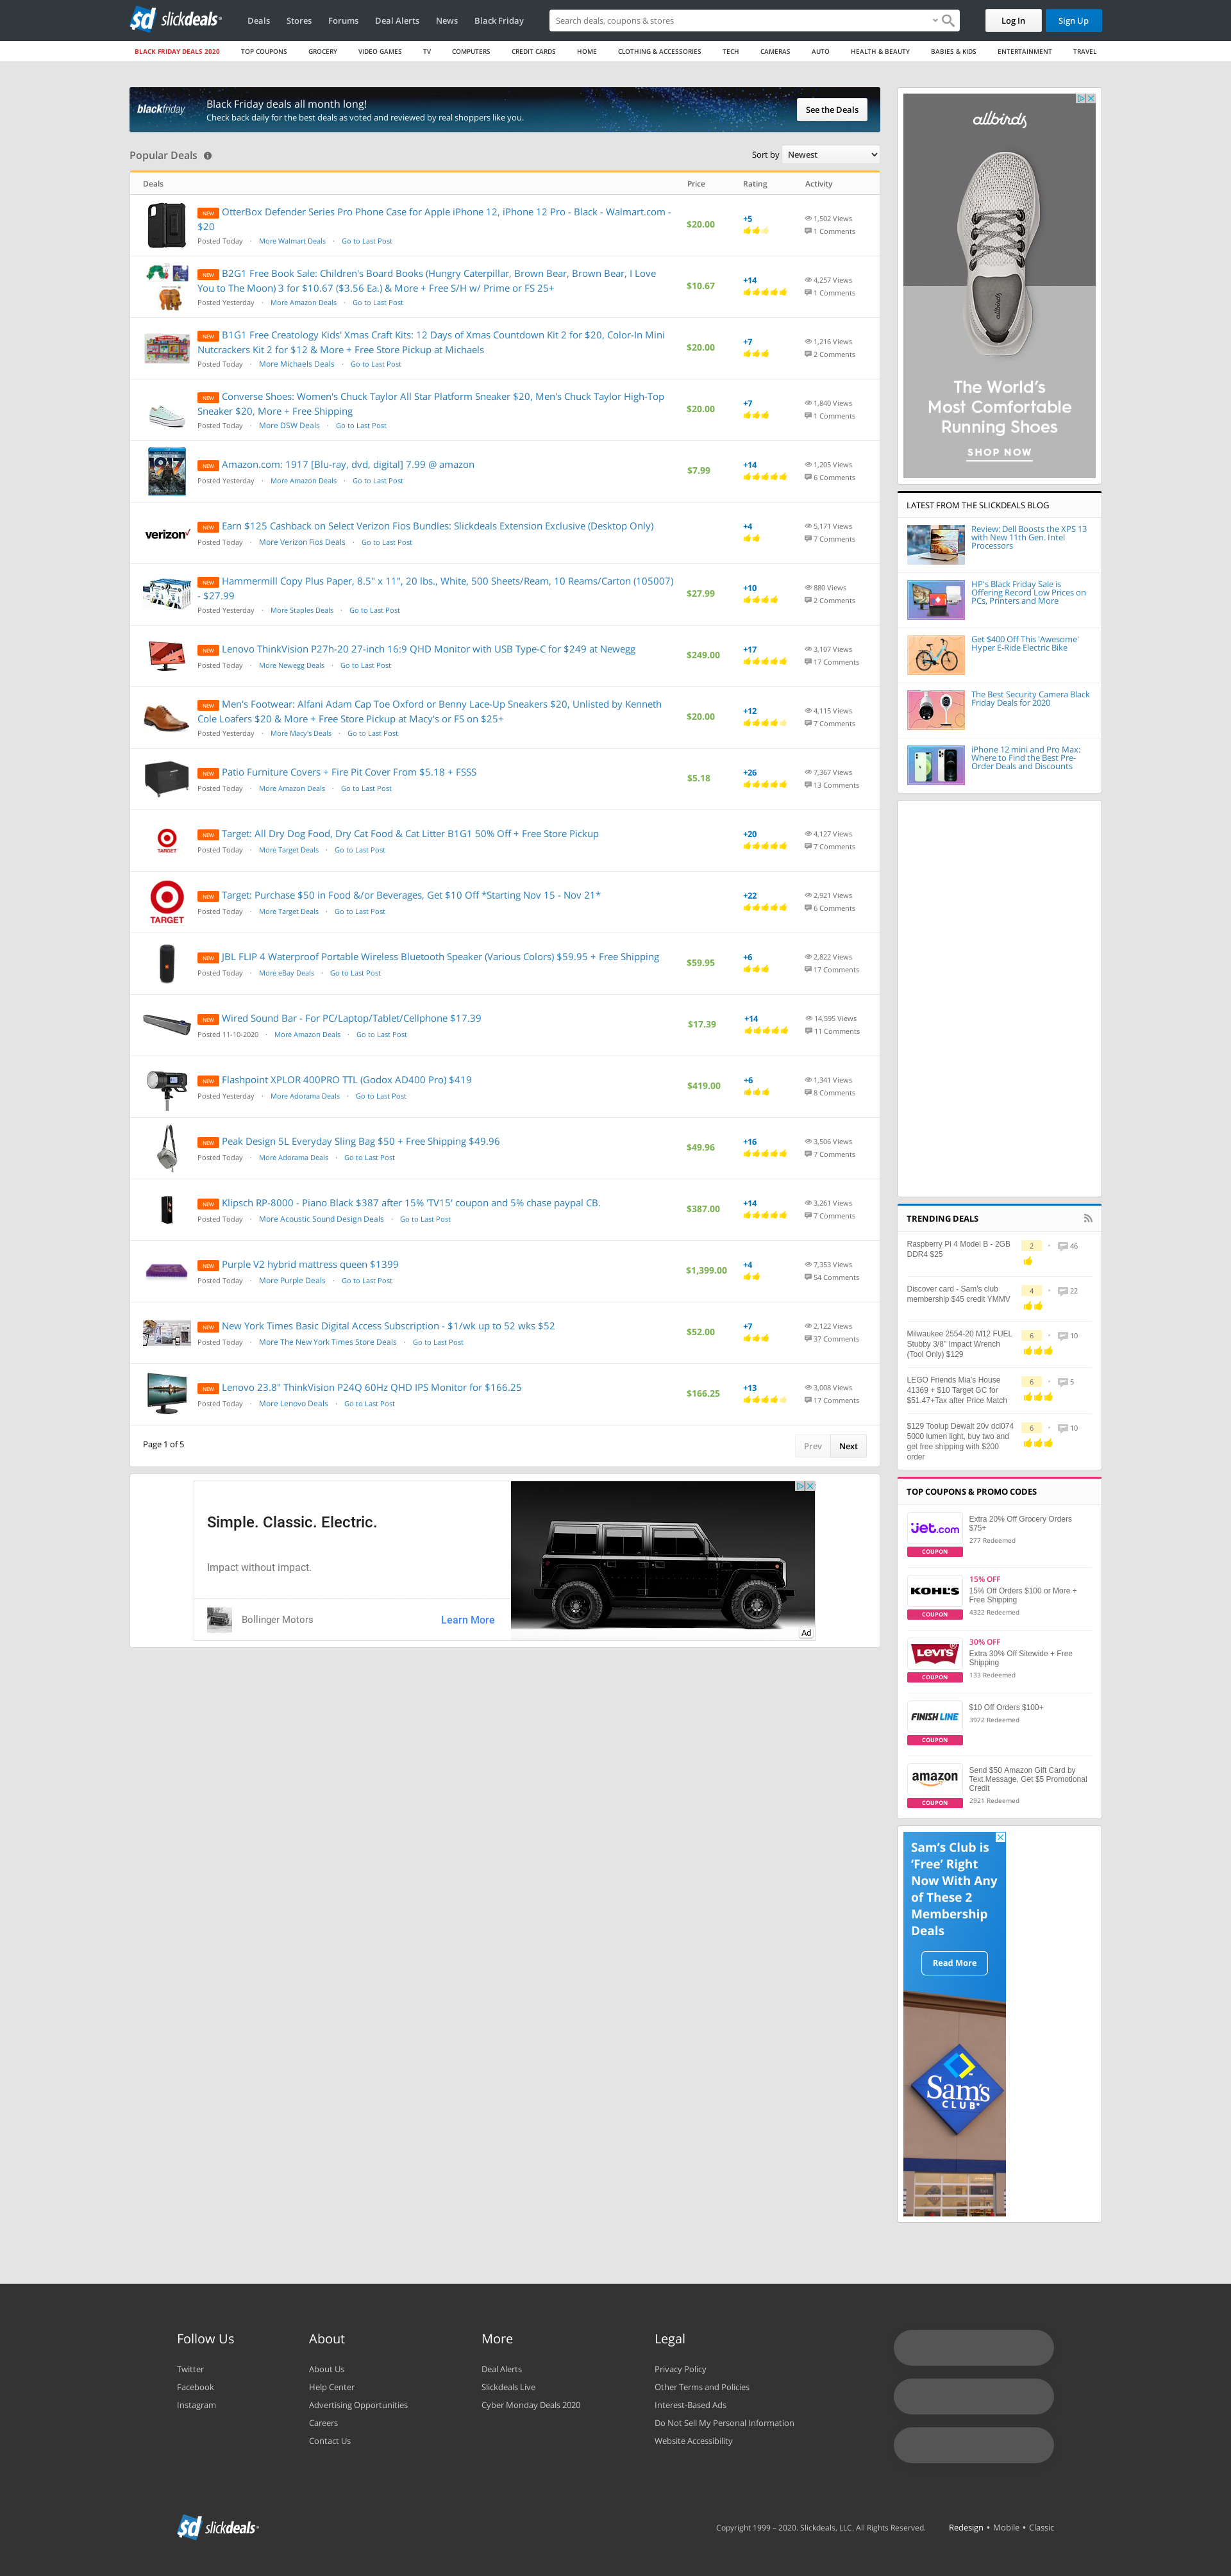 slickdeals
Deals
Stores
Forums
Deal Alerts
News
Black Friday
Search deals, coupons & stores
Log In
Sign Up
BLACK FRIDAY DEALS 2020
TOP COUPONS
GROCERY
VIDEO GAMES
TV
COMPUTERS
CREDIT CARDS
HOME
CLOTHING & ACCESSORIES
TECH
CAMERAS
AUTO
HEALTH & BEAUTY
BABIES & KIDS
ENTERTAINMENT
TRAVEL
blackfriday
Black Friday deals all month long!
Check back daily for the best deals as voted and reviewed by real shoppers like you.
See the Deals
Popular Deals
Sort by Newest
Deals Price Rating Activity
NEW OtterBox Defender Series Pro Phone Case for Apple iPhone 12, iPhone 12 Pro - Black - Walmart.com -
$20
Posted Today · More Walmart Deals · Go to Last Post
$20.00
+5
1,502 Views
1 Comments
NEW B2G1 Free Book Sale: Children's Board Books (Hungry Caterpillar, Brown Bear, Brown Bear, I Love
You to The Moon) 3 for $10.67 ($3.56 Ea.) & More + Free S/H w/ Prime or FS 25+
Posted Yesterday · More Amazon Deals · Go to Last Post
$10.67
+14
4,257 Views
1 Comments
NEW B1G1 Free Creatology Kids' Xmas Craft Kits: 12 Days of Xmas Countdown Kit 2 for $20, Color-In Mini
Nutcrackers Kit 2 for $12 & More + Free Store Pickup at Michaels
Posted Today · More Michaels Deals · Go to Last Post
$20.00
+7
1,216 Views
2 Comments
NEW Converse Shoes: Women's Chuck Taylor All Star Platform Sneaker $20, Men's Chuck Taylor High-Top
Sneaker $20, More + Free Shipping
Posted Today · More DSW Deals · Go to Last Post
$20.00
+7
1,840 Views
1 Comments
1917
NEW Amazon.com: 1917 [Blu-ray, dvd, digital] 7.99 @ amazon
Posted Yesterday · More Amazon Deals · Go to Last Post
$7.99
+14
1,205 Views
6 Comments
verizon
NEW Earn $125 Cashback on Select Verizon Fios Bundles: Slickdeals Extension Exclusive (Desktop Only)
Posted Today · More Verizon Fios Deals · Go to Last Post
+4
5,171 Views
7 Comments
NEW Hammermill Copy Plus Paper, 8.5" x 11", 20 lbs., White, 500 Sheets/Ream, 10 Reams/Carton (105007)
- $27.99
Posted Yesterday · More Staples Deals · Go to Last Post
$27.99
+10
880 Views
2 Comments
NEW Lenovo ThinkVision P27h-20 27-inch 16:9 QHD Monitor with USB Type-C for $249 at Newegg
Posted Today · More Newegg Deals · Go to Last Post
$249.00
+17
3,107 Views
17 Comments
NEW Men's Footwear: Alfani Adam Cap Toe Oxford or Benny Lace-Up Sneakers $20, Unlisted by Kenneth
Cole Loafers $20 & More + Free Store Pickup at Macy's or FS on $25+
Posted Yesterday · More Macy's Deals · Go to Last Post
$20.00
+12
4,115 Views
7 Comments
NEW Patio Furniture Covers + Fire Pit Cover From $5.18 + FSSS
Posted Today · More Amazon Deals · Go to Last Post
$5.18
+26
7,367 Views
13 Comments
TARGET
NEW Target: All Dry Dog Food, Dry Cat Food & Cat Litter B1G1 50% Off + Free Store Pickup
Posted Today · More Target Deals · Go to Last Post
+20
4,127 Views
7 Comments
TARGET
NEW Target: Purchase $50 in Food &/or Beverages, Get $10 Off *Starting Nov 15 - Nov 21*
Posted Today · More Target Deals · Go to Last Post
+22
2,921 Views
6 Comments
NEW JBL FLIP 4 Waterproof Portable Wireless Bluetooth Speaker (Various Colors) $59.95 + Free Shipping
Posted Today · More eBay Deals · Go to Last Post
$59.95
+6
2,822 Views
17 Comments
NEW Wired Sound Bar - For PC/Laptop/Tablet/Cellphone $17.39
Posted 11-10-2020 · More Amazon Deals · Go to Last Post
$17.39
+14
14,595 Views
11 Comments
NEW Flashpoint XPLOR 400PRO TTL (Godox AD400 Pro) $419
Posted Yesterday · More Adorama Deals · Go to Last Post
$419.00
+6
1,341 Views
8 Comments
NEW Peak Design 5L Everyday Sling Bag $50 + Free Shipping $49.96
Posted Today · More Adorama Deals · Go to Last Post
$49.96
+16
3,506 Views
7 Comments
NEW Klipsch RP-8000 - Piano Black $387 after 15% 'TV15' coupon and 5% chase paypal CB.
Posted Today · More Acoustic Sound Design Deals · Go to Last Post
$387.00
+14
3,261 Views
7 Comments
NEW Purple V2 hybrid mattress queen $1399
Posted Today · More Purple Deals · Go to Last Post
$1,399.00
+4
7,353 Views
54 Comments
NEW New York Times Basic Digital Access Subscription - $1/wk up to 52 wks $52
Posted Today · More The New York Times Store Deals · Go to Last Post
$52.00
+7
2,122 Views
37 Comments
NEW Lenovo 23.8" ThinkVision P24Q 60Hz QHD IPS Monitor for $166.25
Posted Today · More Lenovo Deals · Go to Last Post
$166.25
+13
3,008 Views
17 Comments
Page 1 of 5
Prev
Next
Simple. Classic. Electric.
Impact without impact.
Bollinger Motors
Learn More
Ad
allbirds
The World's
Most Comfortable
Running Shoes
SHOP NOW
LATEST FROM THE SLICKDEALS BLOG
Review: Dell Boosts the XPS 13
with New 11th Gen. Intel
Processors
HP's Black Friday Sale is
Offering Record Low Prices on
PCs, Printers and More
Get $400 Off This 'Awesome'
Hyper E-Ride Electric Bike
The Best Security Camera Black
Friday Deals for 2020
iPhone 12 mini and Pro Max:
Where to Find the Best Pre-
Order Deals and Discounts
TRENDING DEALS
Raspberry Pi 4 Model B - 2GB
DDR4 $25
2 · 46
Discover card - Sam's club
membership $45 credit YMMV
4 · 22
Milwaukee 2554-20 M12 FUEL
Stubby 3/8" Impact Wrench
(Tool Only) $129
6 · 10
LEGO Friends Mia's House
41369 + $10 Target GC for
$51.47+Tax after Price Match
6 · 5
$129 Toolup Dewalt 20v dcl074
5000 lumen light, buy two and
get free shipping with $200
order
6 · 10
TOP COUPONS & PROMO CODES
jet.com
COUPON
Extra 20% Off Grocery Orders
$75+
277 Redeemed
KOHL'S
COUPON
15% OFF
15% Off Orders $100 or More +
Free Shipping
4322 Redeemed
LEVI'S
COUPON
30% OFF
Extra 30% Off Sitewide + Free
Shipping
133 Redeemed
FINISH LINE
COUPON
$10 Off Orders $100+
3972 Redeemed
amazon
COUPON
Send $50 Amazon Gift Card by
Text Message, Get $5 Promotional
Credit
2921 Redeemed
Sam's Club is
'Free' Right
Now With Any
of These 2
Membership
Deals
Read More
Sam's
CLUB
Follow Us
Twitter
Facebook
Instagram
About
About Us
Help Center
Advertising Opportunities
Careers
Contact Us
More
Deal Alerts
Slickdeals Live
Cyber Monday Deals 2020
Legal
Privacy Policy
Other Terms and Policies
Interest-Based Ads
Do Not Sell My Personal Information
Website Accessibility
slickdeals
Copyright 1999 – 2020. Slickdeals, LLC. All Rights Reserved.
Redesign • Mobile • Classic